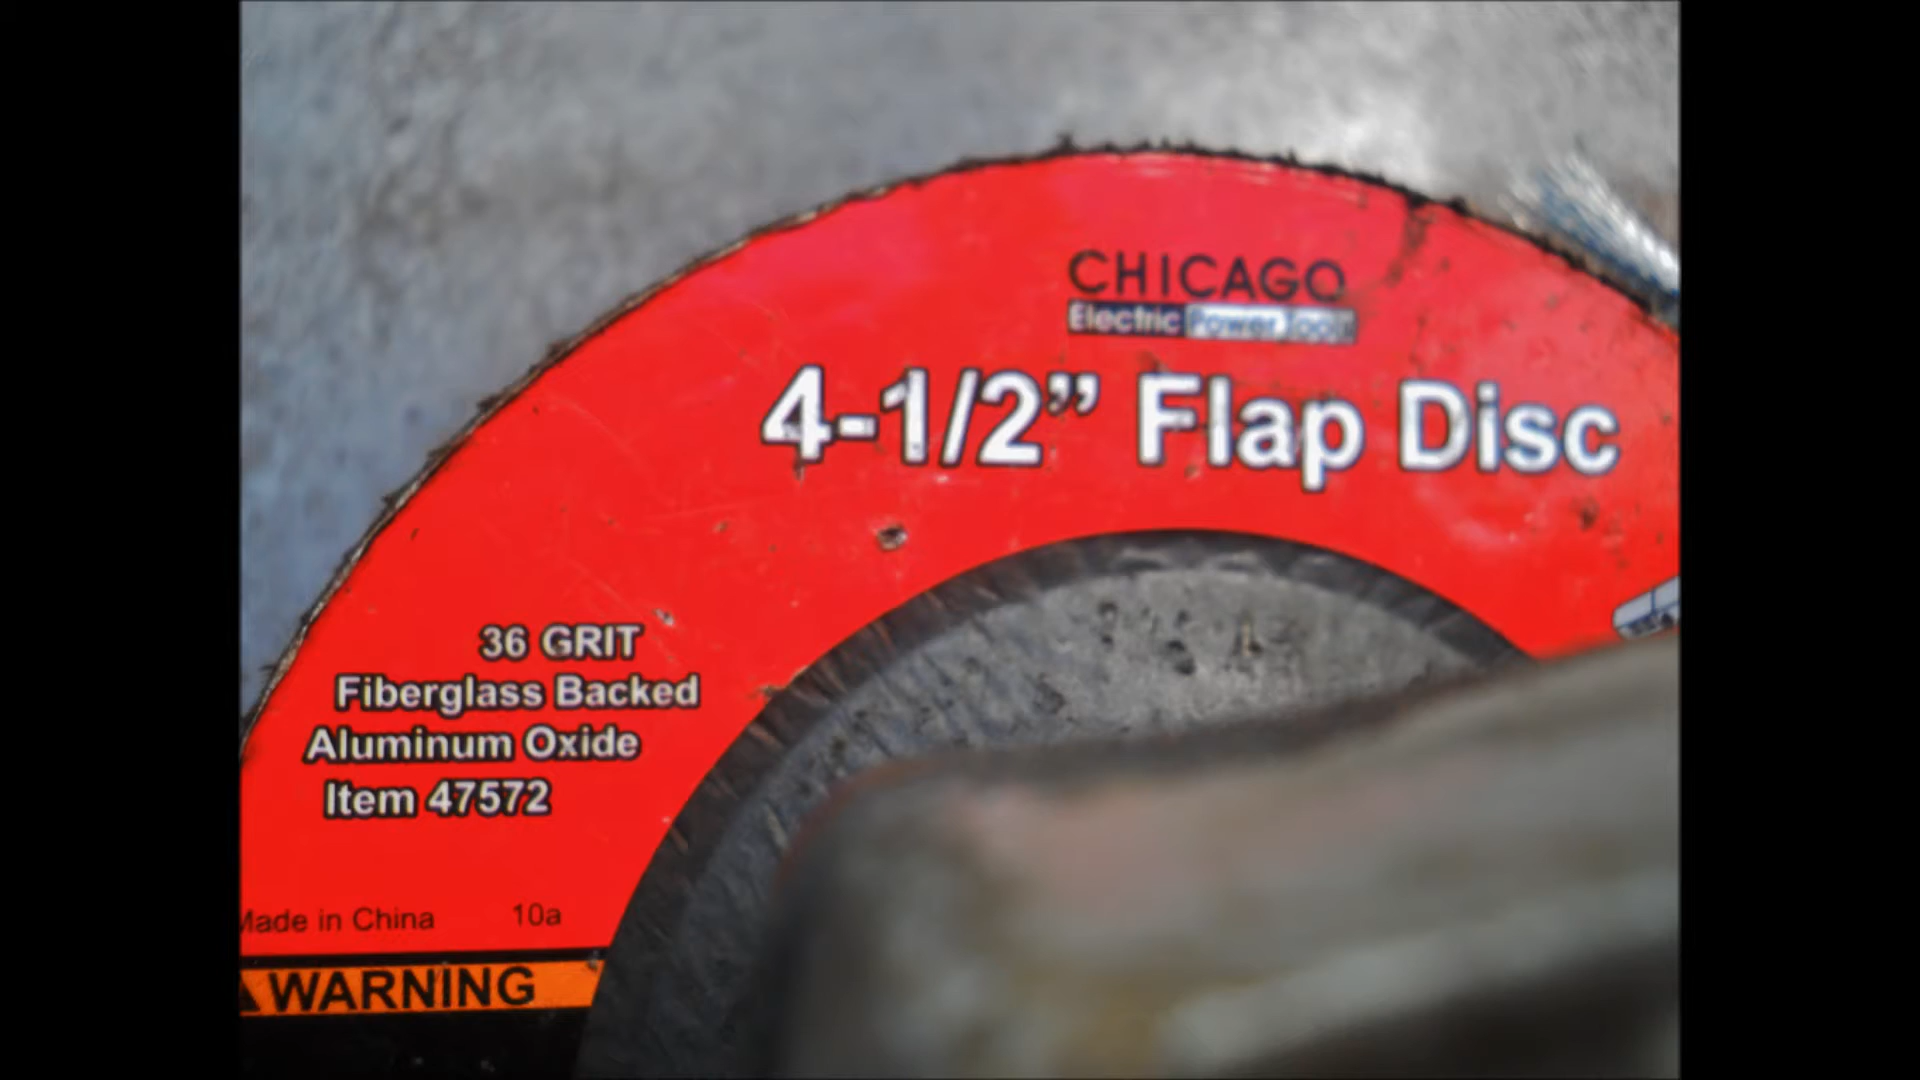 CHICAGO
Electric Power Tools
4-1/2” Flap Disc
36 GRIT
Fiberglass Backed
Aluminum Oxide
Item 47572
Made in China 10a
WARNING